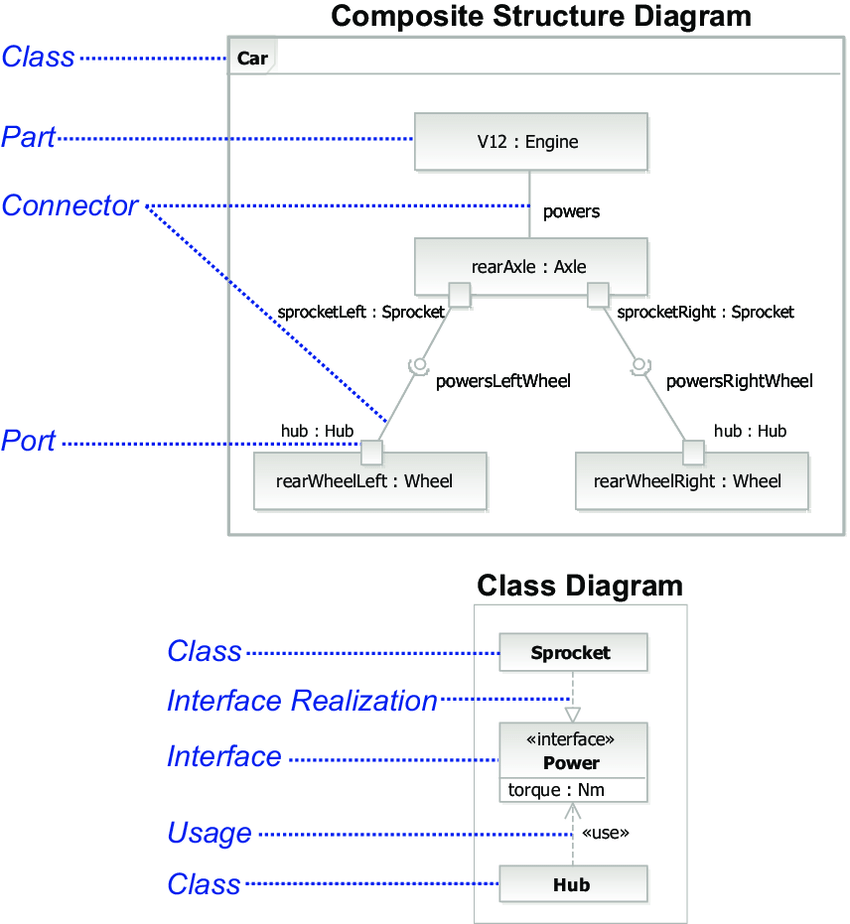 Composite Structure Diagram
Class
Car
Part
V12 : Engine
Connector
powers
rearAxle : Axle
sprocketLeft : Sprocket
sprocketRight : Sprocket
powersLeftWheel
powersRightWheel
Port
hub : Hub
hub : Hub
rearWheelLeft : Wheel
rearWheelRight : Wheel
Class Diagram
Class
Sprocket
Interface Realization
«interface»
Interface
Power
torque : Nm
Usage
«use»
Class
Hub